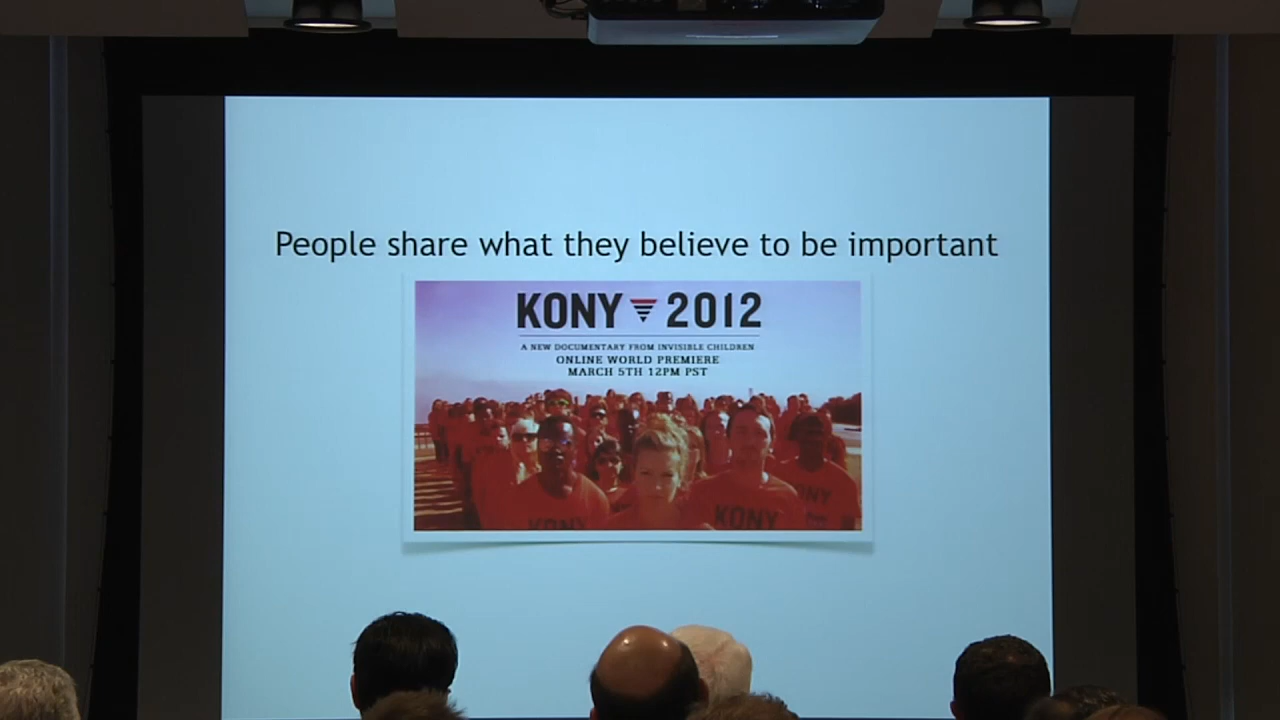 People share what they believe to be important
KONY 2012
A NEW DOCUMENTARY FROM INVISIBLE CHILDREN
ONLINE WORLD PREMIERE
MARCH 5TH 12PM PST
KONY
KONY
NY